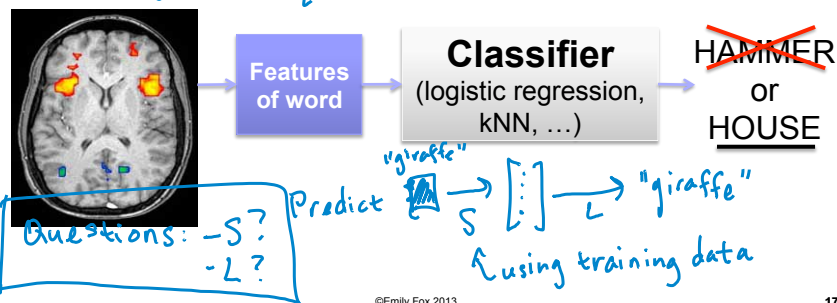 Features
of word
Classifier
(logistic regression,
kNN, …)
HAMMER
or
HOUSE
"giraffe"
Predict
S
L
"giraffe"
Questions: -S?
-L?
using training data
©Emily Fox 2013
17